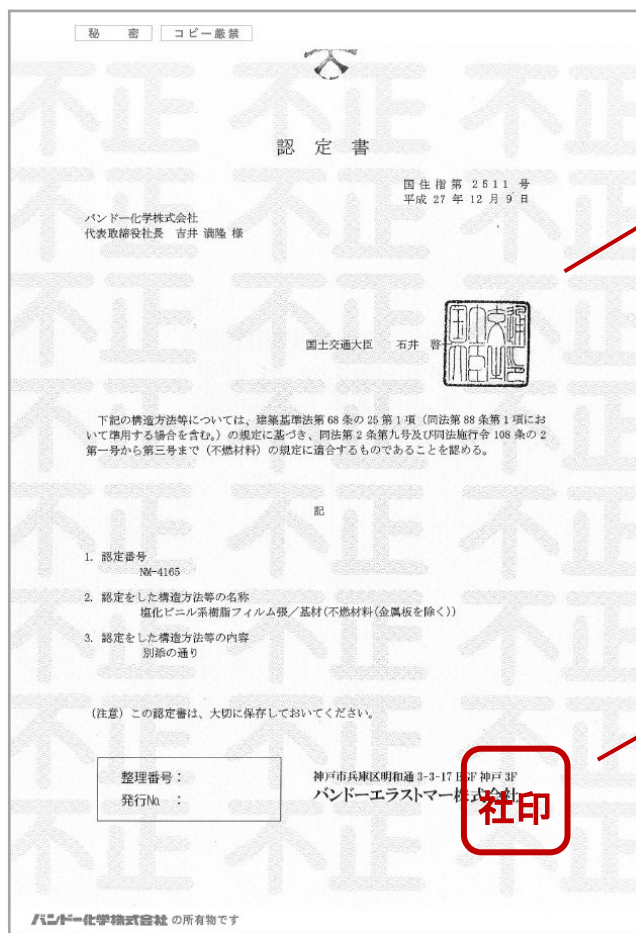 秘 密 コピー厳禁
認 定 書
国住指第 2511 号
平成 27 年 12 月 9 日
バンドー化学株式会社
代表取締役社長 吉井 満隆 様
国土交通大臣 石井 啓一
下記の構造方法等については、建築基準法第 68 条の 25 第 1 項（同法第 88 条第 1 項にお
いて準用する場合を含む。）の規定に基づき、同法第 2 条第九号及び同法施行令 108 条の 2
第一号から第三号まで（不燃材料）の規定に適合するものであることを認める。
記
1. 認定番号
NM-4165
2. 認定をした構造方法等の名称
塩化ビニル系樹脂フィルム張／基材(不燃材料(金属板を除く))
3. 認定をした構造方法等の内容
別添の通り
(注意) この認定書は、大切に保存しておいてください。
整理番号：
発行№ ：
神戸市兵庫区明和通 3-3-17 BGF 神戸 3F
バンドーエラストマー株式会社
社印
バンドー化学株式会社 の所有物です
不正